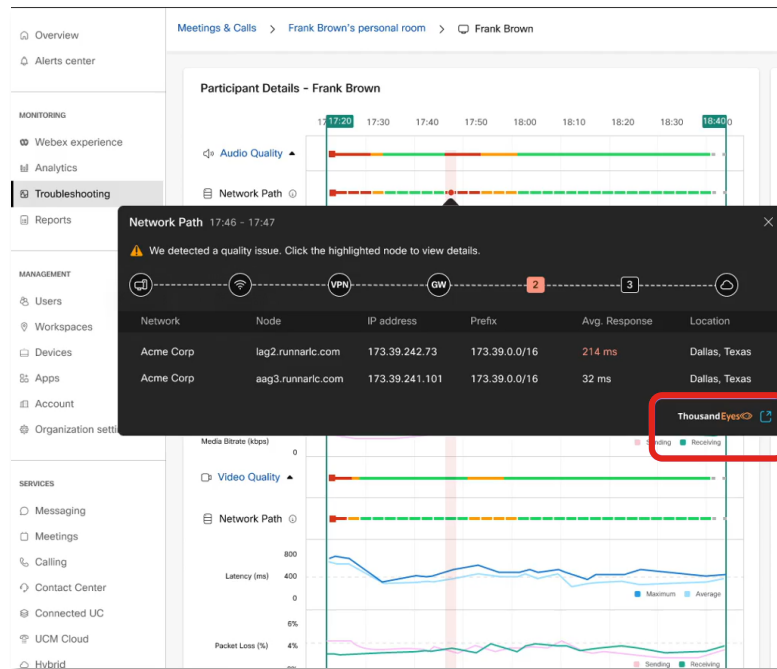 Meetings & Calls > Frank Brown's personal room > Frank Brown
Overview
Alerts center
MONITORING
Webex experience
Analytics
Troubleshooting
Reports
MANAGEMENT
Users
Workspaces
Devices
Apps
Account
Organization setti
SERVICES
Messaging
Meetings
Calling
Contact Center
Connected UC
UCM Cloud
Hybrid
Participant Details - Frank Brown
17:20 17:30 17:40 17:50 18:00 18:10 18:20 18:30 18:40
Audio Quality
Network Path
Network Path 17:46 - 17:47
We detected a quality issue. Click the highlighted node to view details.
VPN GW 2 3
Network Node IP address Prefix Avg. Response Location
Acme Corp lag2.runnarlc.com 173.39.242.73 173.39.0.0/16 214 ms Dallas, Texas
Acme Corp aag3.runnarlc.com 173.39.241.101 173.39.0.0/16 32 ms Dallas, Texas
ThousandEyes
Media Bitrate (kbps)
0
Receiving
Video Quality
Network Path
800
Latency (ms) 400
0
Maximum Average
6%
Packet Loss (%) 4%
Sending Receiving